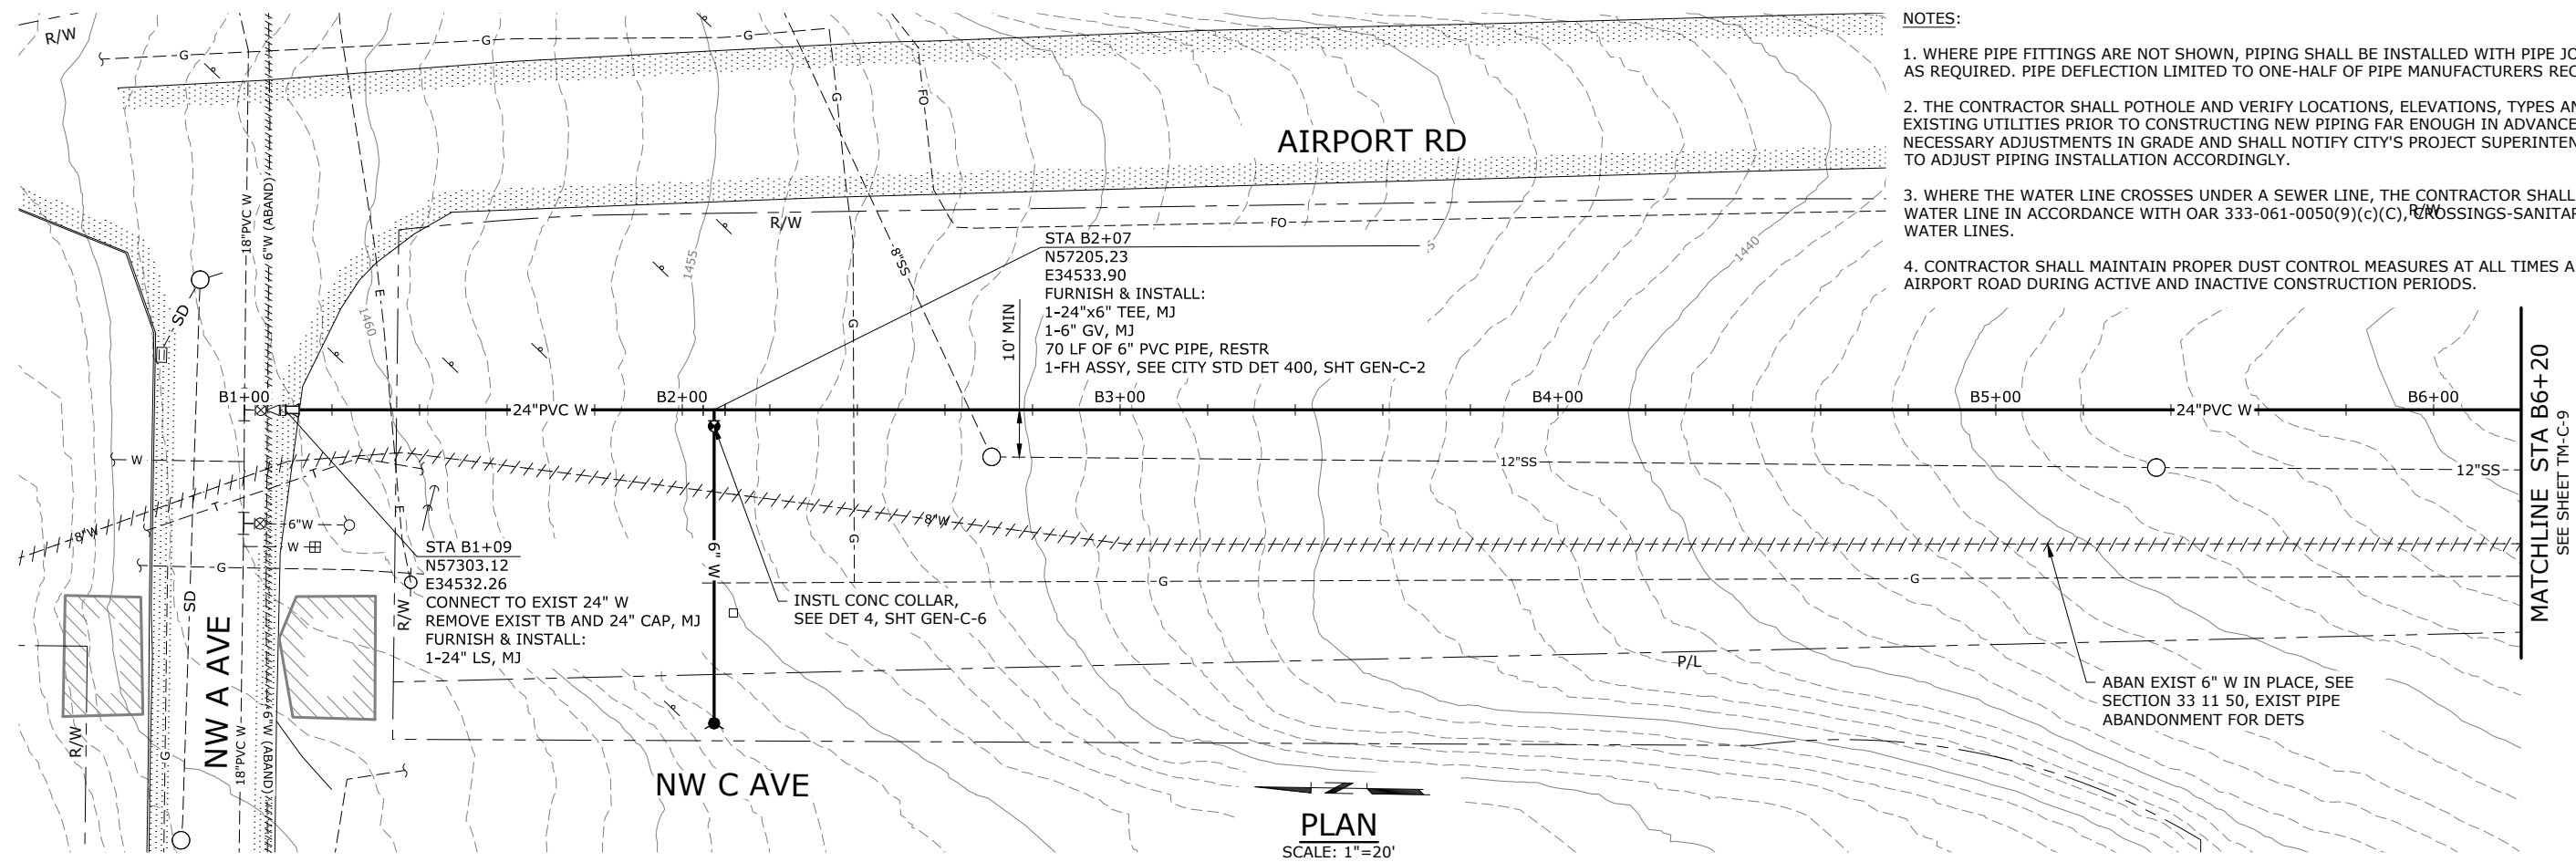 NOTES:
1. WHERE PIPE FITTINGS ARE NOT SHOWN, PIPING SHALL BE INSTALLED WITH PIPE
AS REQUIRED. PIPE DEFLECTION LIMITED TO ONE-HALF OF PIPE MANUFACTURERS
2. THE CONTRACTOR SHALL POTHOLE AND VERIFY LOCATIONS, ELEVATIONS, TYPES
EXISTING UTILITIES PRIOR TO CONSTRUCTING NEW PIPING FAR ENOUGH IN ADVANCE
NECESSARY ADJUSTMENTS IN GRADE AND SHALL NOTIFY CITY'S PROJECT
TO ADJUST PIPING INSTALLATION ACCORDINGLY.
3. WHERE THE WATER LINE CROSSES UNDER A SEWER LINE, THE CONTRACTOR SHALL
WATER LINE IN ACCORDANCE WITH OAR 333-061-0050(9)(c)(C), CROSSINGS-SANITAR
R/W
WATER LINES.
4. CONTRACTOR SHALL MAINTAIN PROPER DUST CONTROL MEASURES AT ALL TIMES A
AIRPORT ROAD DURING ACTIVE AND INACTIVE CONSTRUCTION PERIODS.
R/W
G
G
G
G
FO
AIRPORT RD
18"PVC W
6"W (ABAND)
R/W
FO
8"SS
1455
1440
1460
E
SD
G
STA B2+07
N57205.23
E34533.90
FURNISH & INSTALL:
1-24"x6" TEE, MJ
1-6" GV, MJ
70 LF OF 6" PVC PIPE, RESTR
1-FH ASSY, SEE CITY STD DET 400, SHT GEN-C-2
10' MIN
B1+00
B2+00
B3+00
B4+00
B5+00
B6+00
24"PVC W
24"PVC W
MATCHLINE STA B6+20
SEE SHEET TM-C-9
W
T
T
12"SS
12"SS
8"W
8"W
6"W
W
E
G
G
G
G
6" W
STA B1+09
N57303.12
E34532.26
CONNECT TO EXIST 24" W
REMOVE EXIST TB AND 24" CAP, MJ
FURNISH & INSTALL:
1-24" LS, MJ
INSTL CONC COLLAR,
SEE DET 4, SHT GEN-C-6
SD
R/W
NW A AVE
P/L
ABAN EXIST 6" W IN PLACE, SEE
SECTION 33 11 50, EXIST PIPE
ABANDONMENT FOR DETS
R/W
G
18"PVC W
6"W (ABAND)
NW C AVE
PLAN
SCALE: 1"=20'